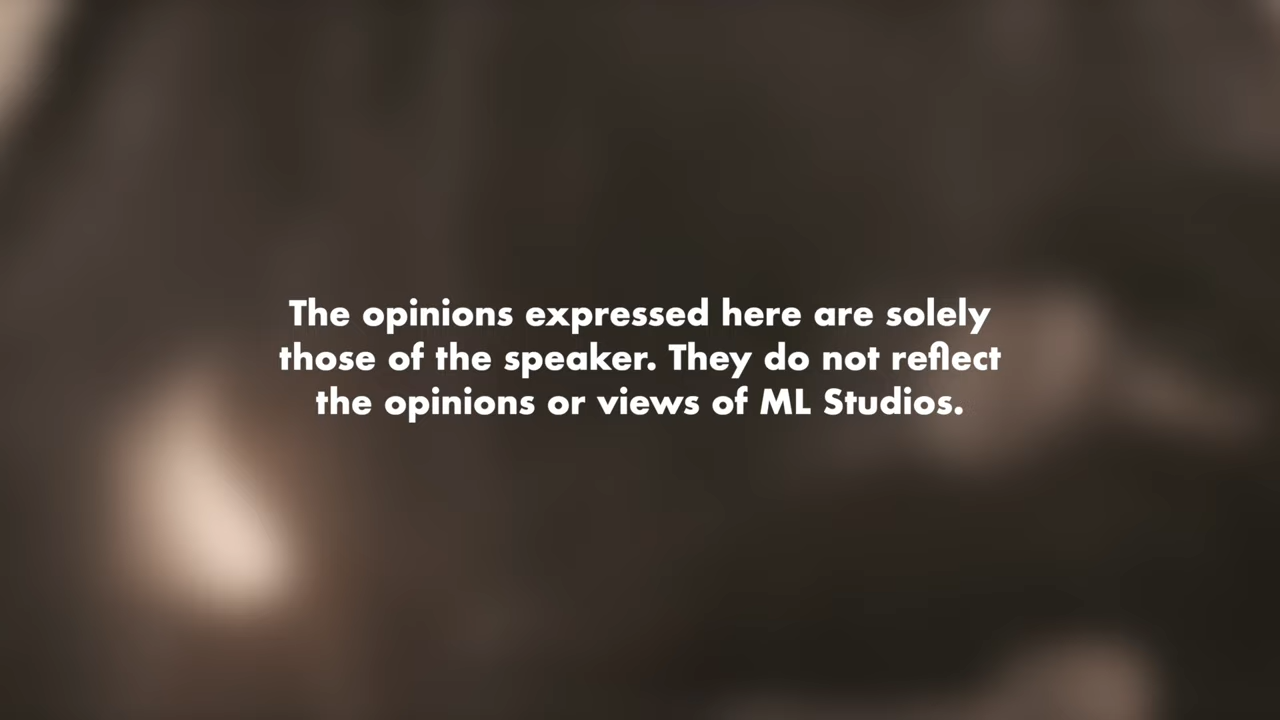 The opinions expressed here are solely
those of the speaker. They do not reflect
the opinions or views of ML Studios.